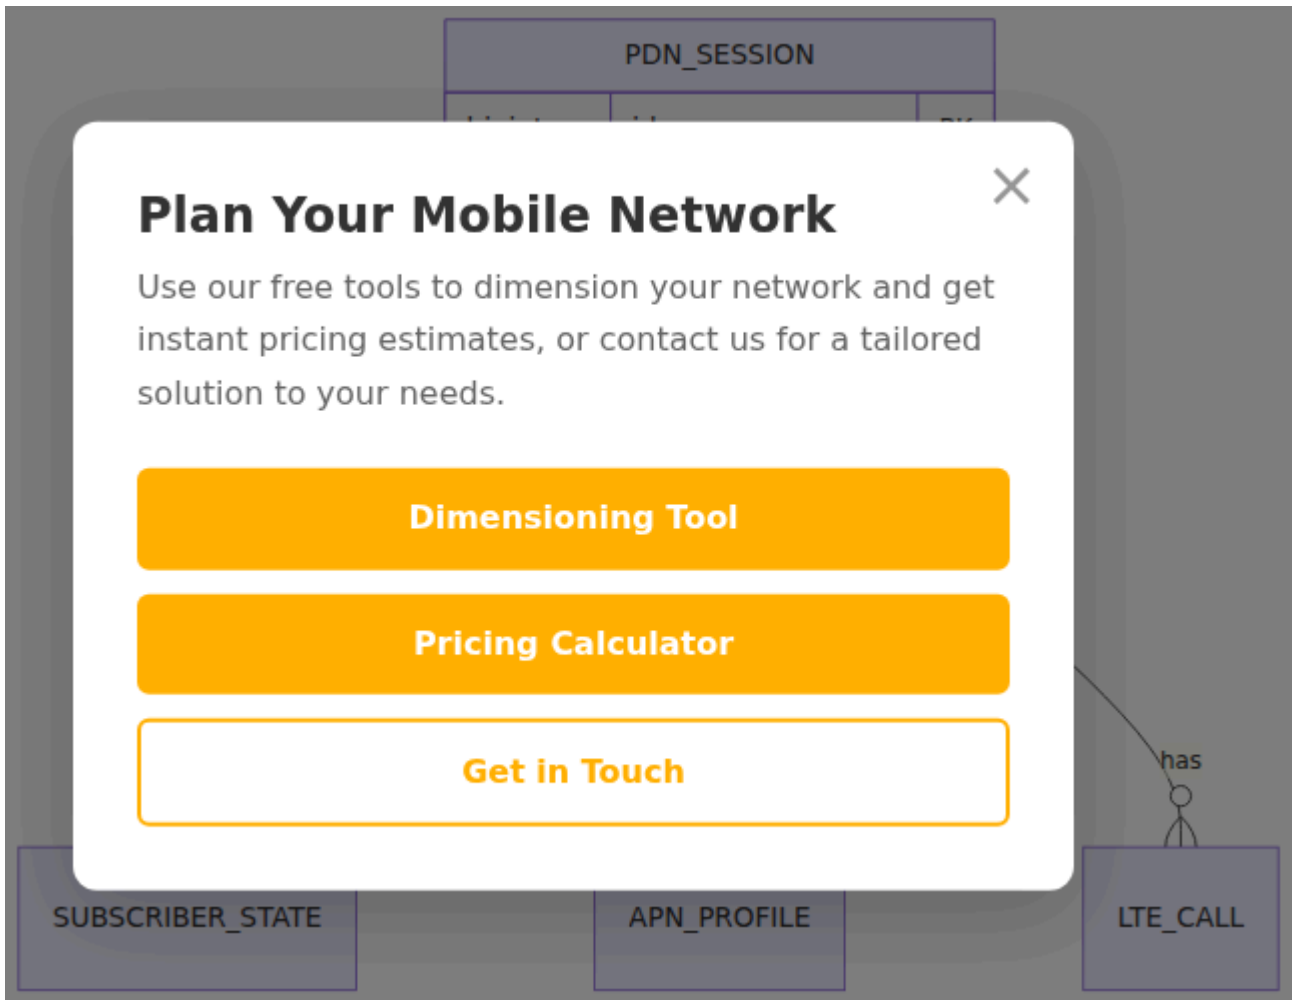 PDN_SESSION
Plan Your Mobile Network
Use our free tools to dimension your network and get
instant pricing estimates, or contact us for a tailored
solution to your needs.
Dimensioning Tool
Pricing Calculator
Get in Touch
has
SUBSCRIBER_STATE APN_PROFILE LTE_CALL